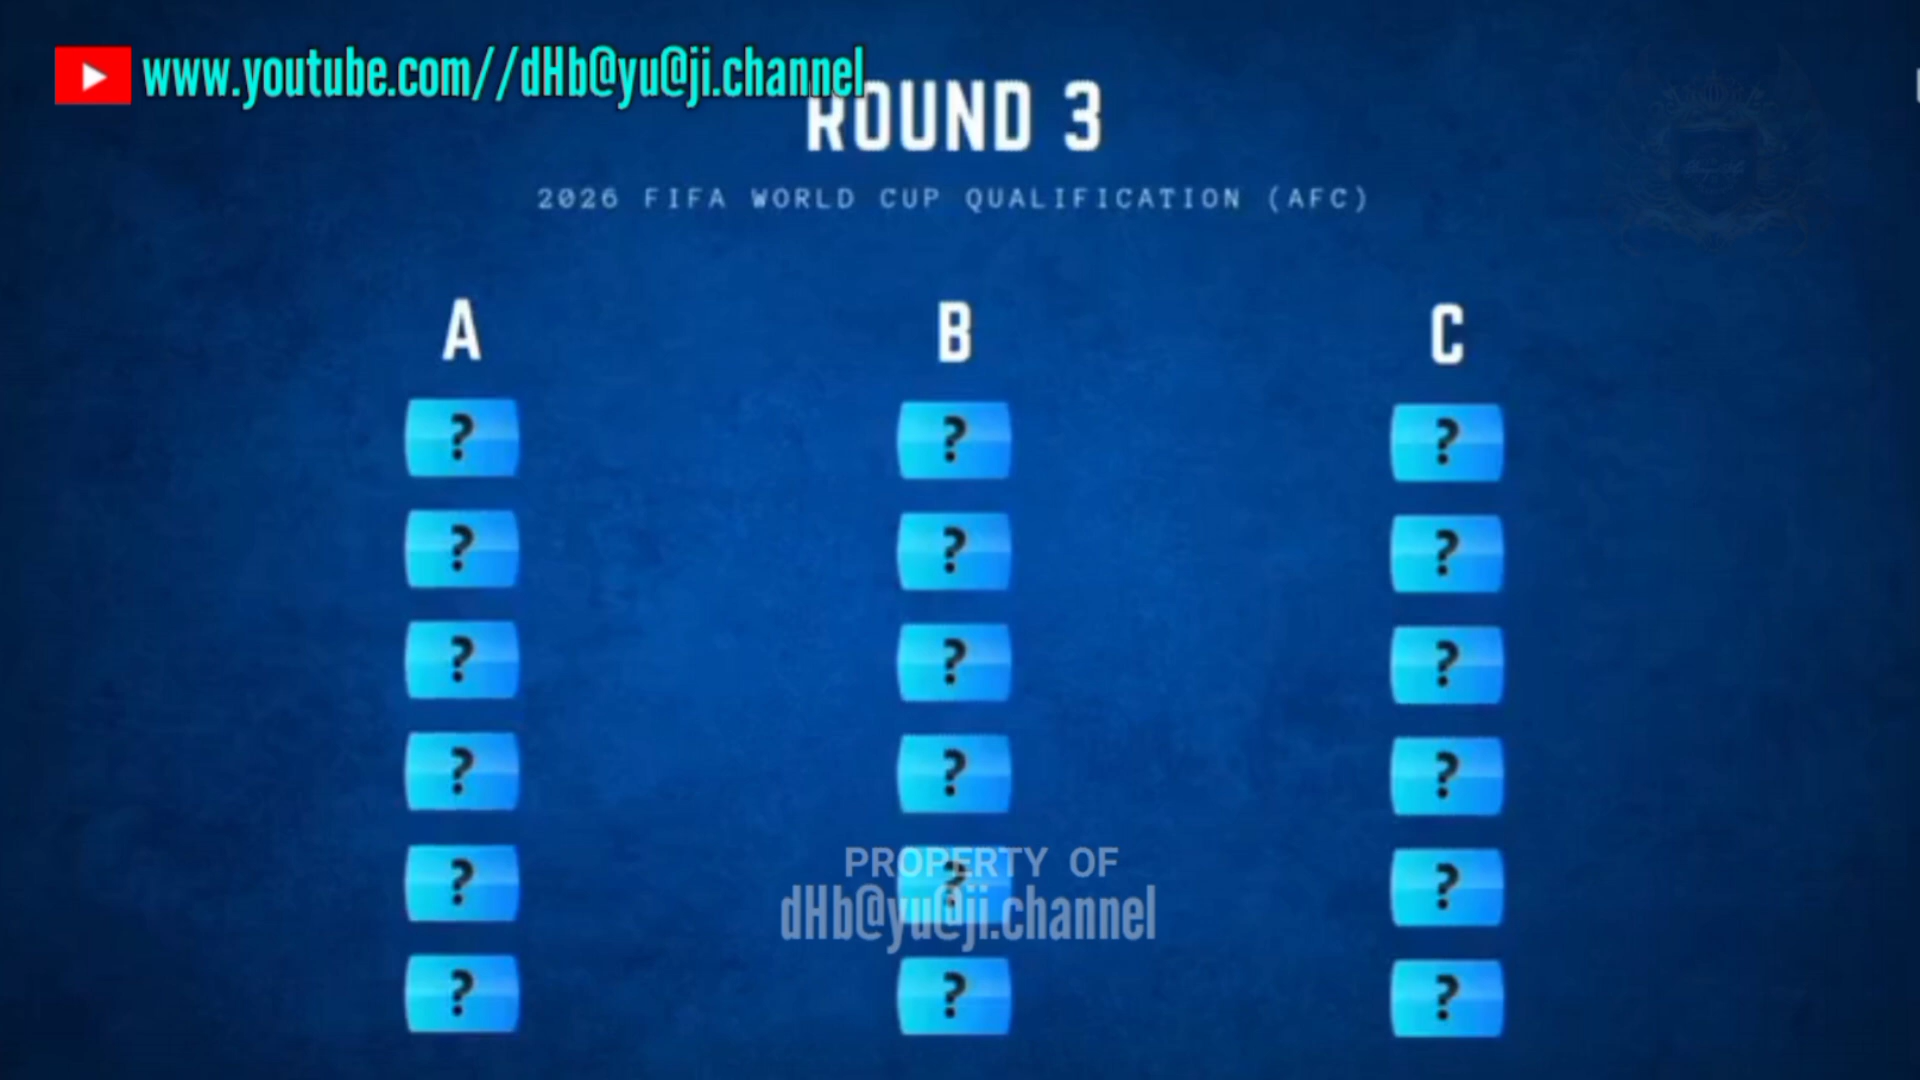 www.youtube.com//dHb@yu@ji.channel
ROUND 3
2026 FIFA WORLD CUP QUALIFICATION (AFC)
A B C
? ? ?
? ? ?
? ? ?
? ? ?
? ? ?
PROPERTY OF
dHb@yu@ji.channel
? ? ?